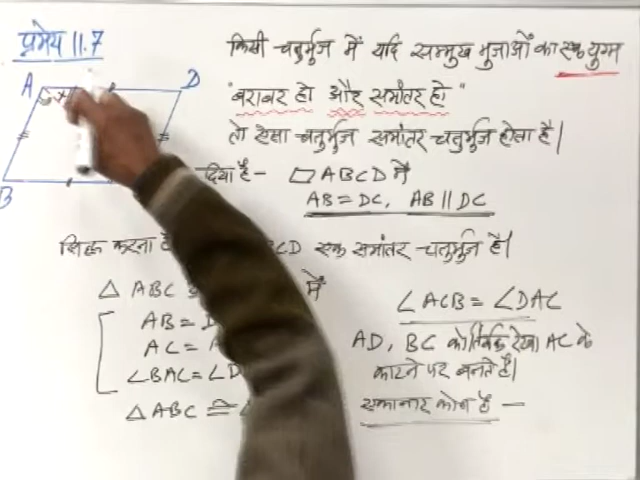 प्रमेय 11.7
किसी चतुर्भुज में यदि सम्मुख भुजाओं का एक युग्म
"बराबर हो और समांतर हो"
तो ऐसा चतुर्भुज समांतर चतुर्भुज होता है।
A D
B
दिया है - ▱ ABCD में
AB = DC, AB || DC
सिद्ध करना है BCD एक समांतर चतुर्भुज है।
△ ABC में
AB = D
AC = A
∠BAC = ∠D
△ ABC ≅
∠ACB = ∠DAC
AD, BC को तिर्यक रेखा AC के
काटने पर बनते हैं।
एकान्तर कोण है —